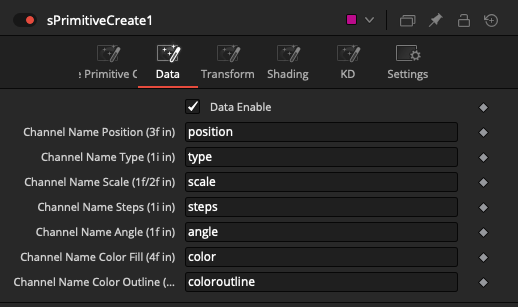 sPrimitiveCreate1
e Primitive C Data Transform Shading KD Settings
Data Enable
Channel Name Position (3f in) position
Channel Name Type (1i in) type
Channel Name Scale (1f/2f in) scale
Channel Name Steps (1i in) steps
Channel Name Angle (1f in) angle
Channel Name Color Fill (4f in) color
Channel Name Color Outline (... coloroutline